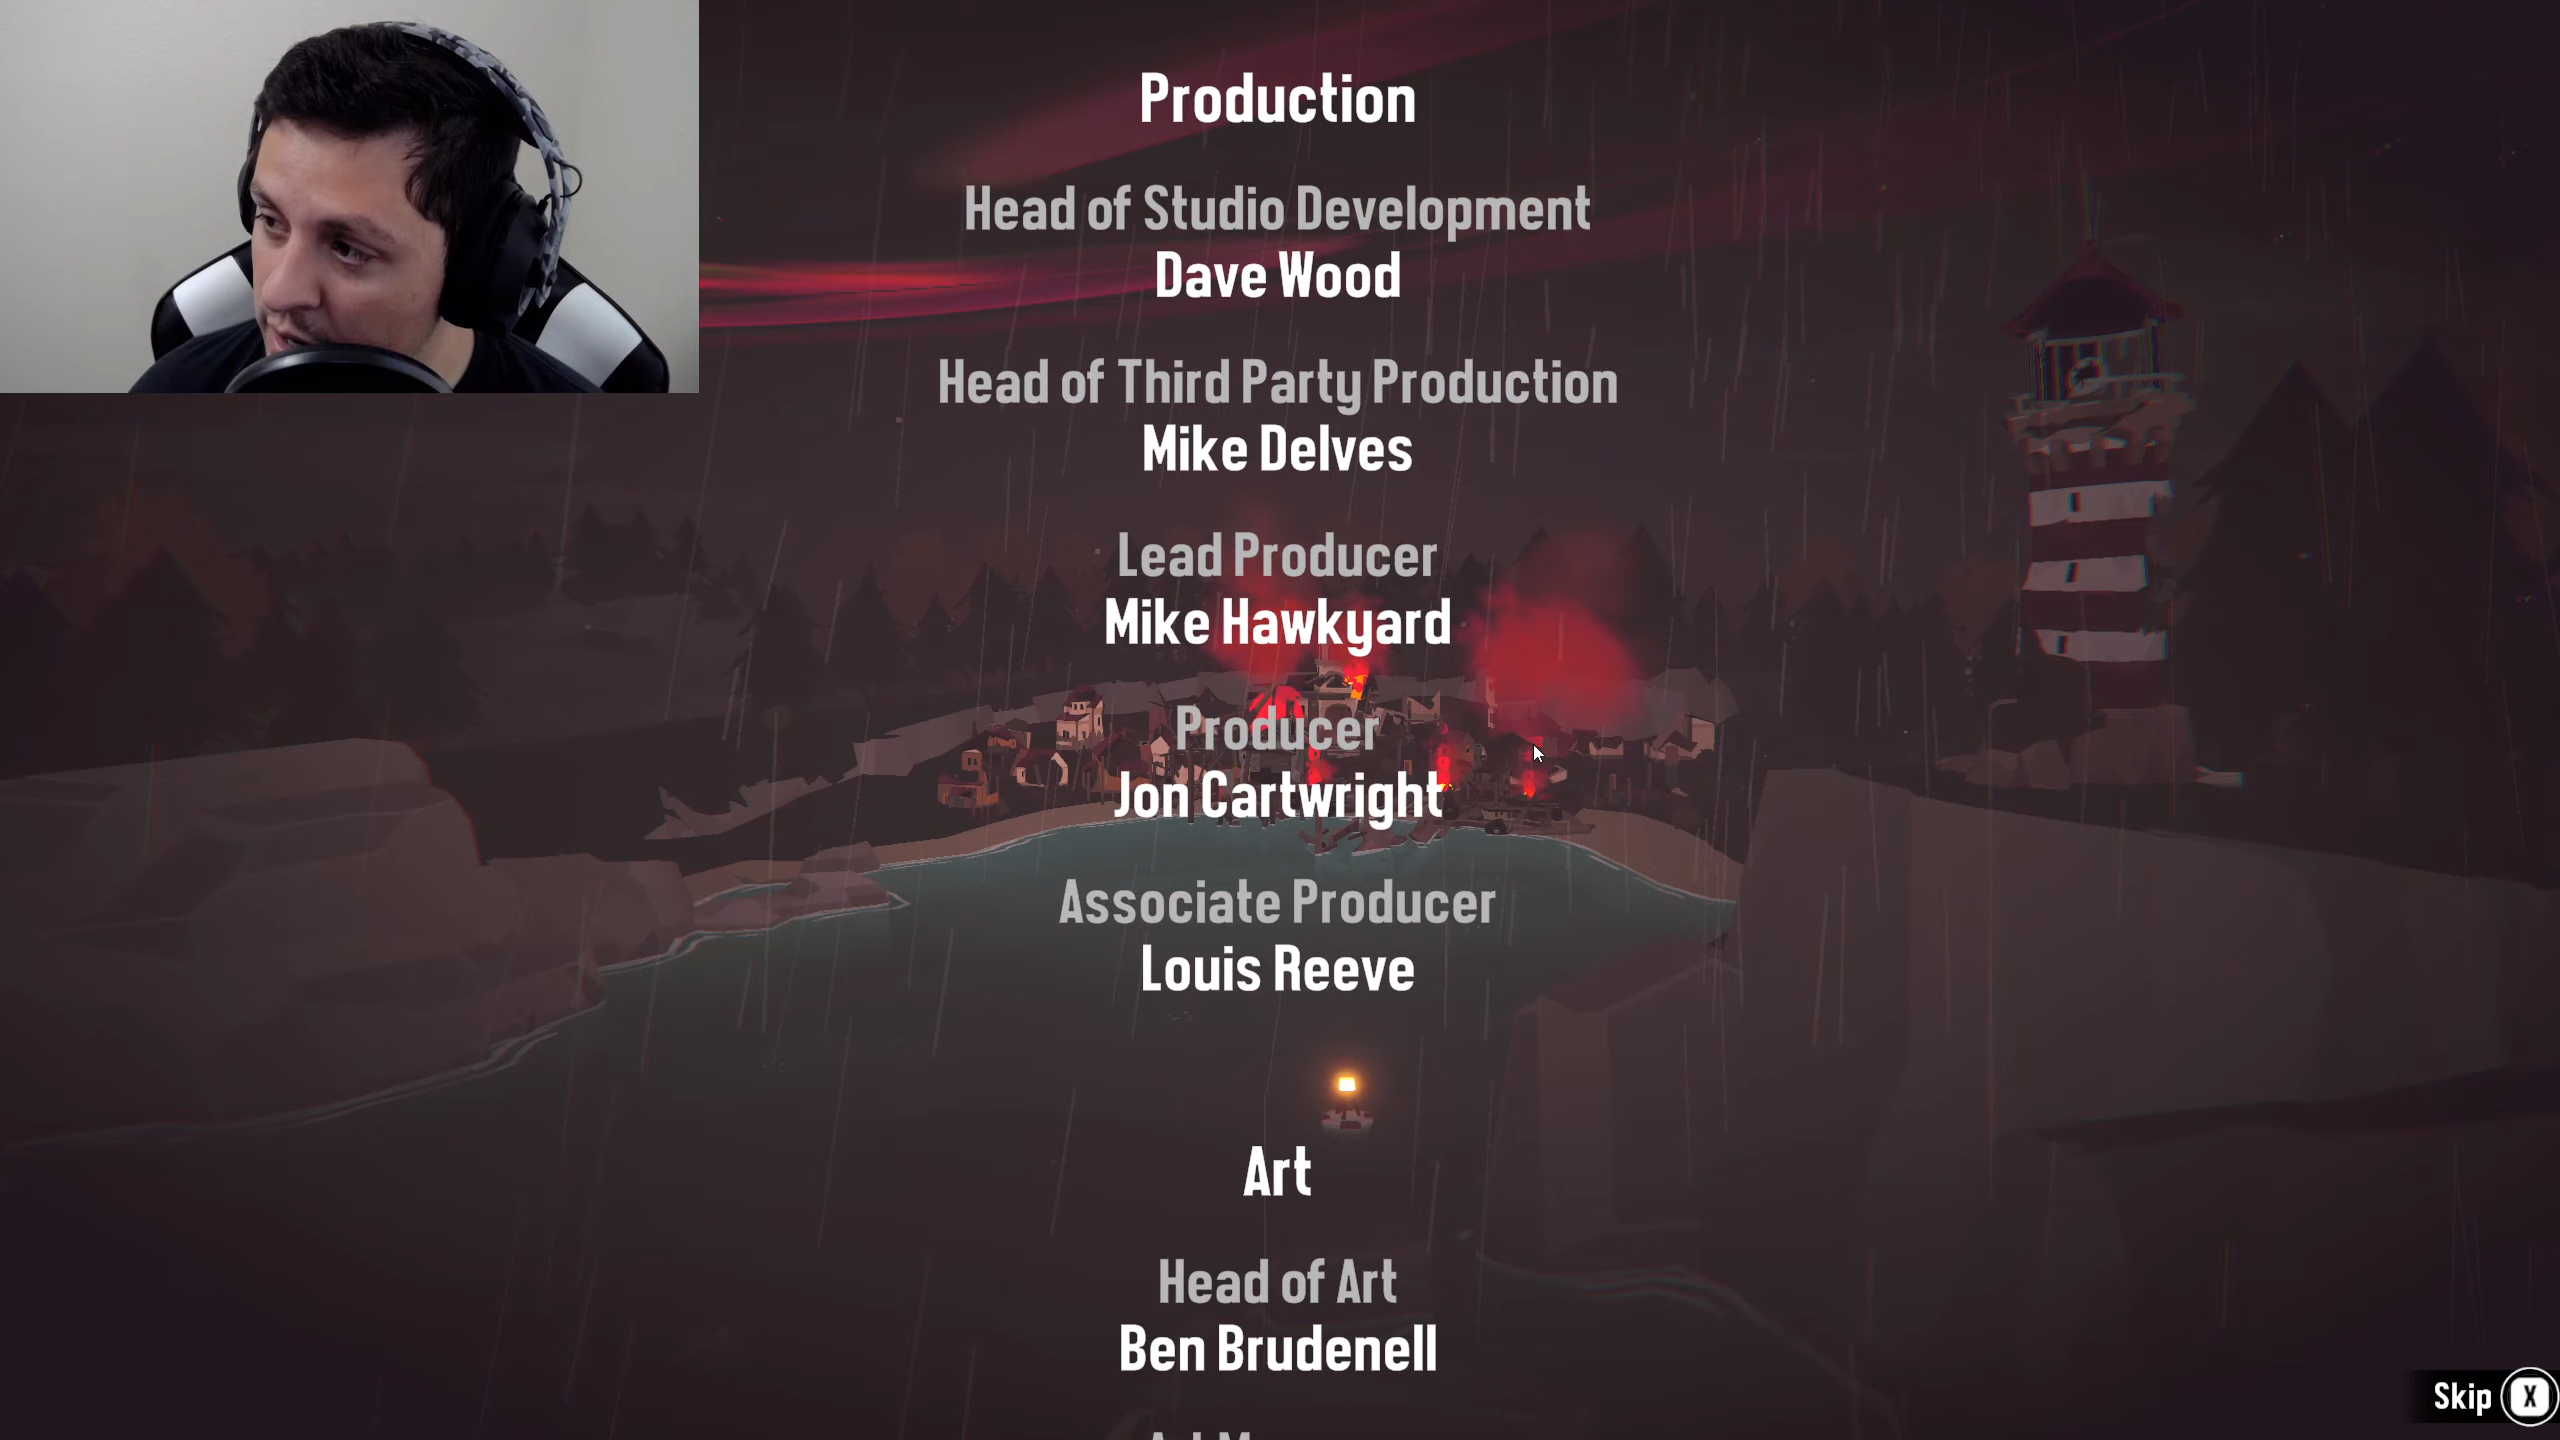 Production
Head of Studio Development
Dave Wood
Head of Third Party Production
Mike Delves
Lead Producer
Mike Hawkyard
Producer
Jon Cartwright
Associate Producer
Louis Reeve
Art
Head of Art
Ben Brudenell
Skip X